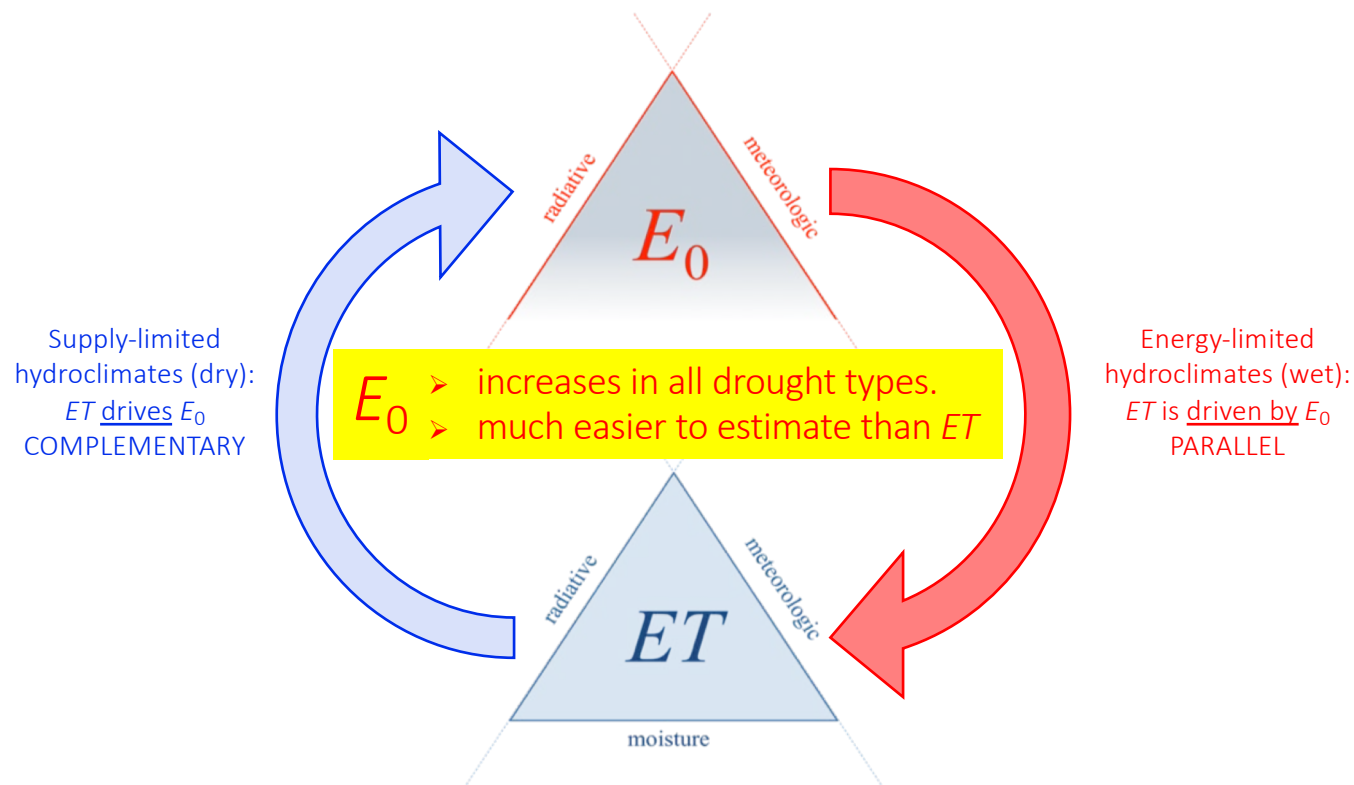 radiative
meteorologic
E₀
Supply-limited
hydroclimates (dry):
ET drives E₀
COMPLEMENTARY
E₀
➢ increases in all drought types.
➢ much easier to estimate than ET
Energy-limited
hydroclimates (wet):
ET is driven by E₀
PARALLEL
radiative
meteorologic
ET
moisture